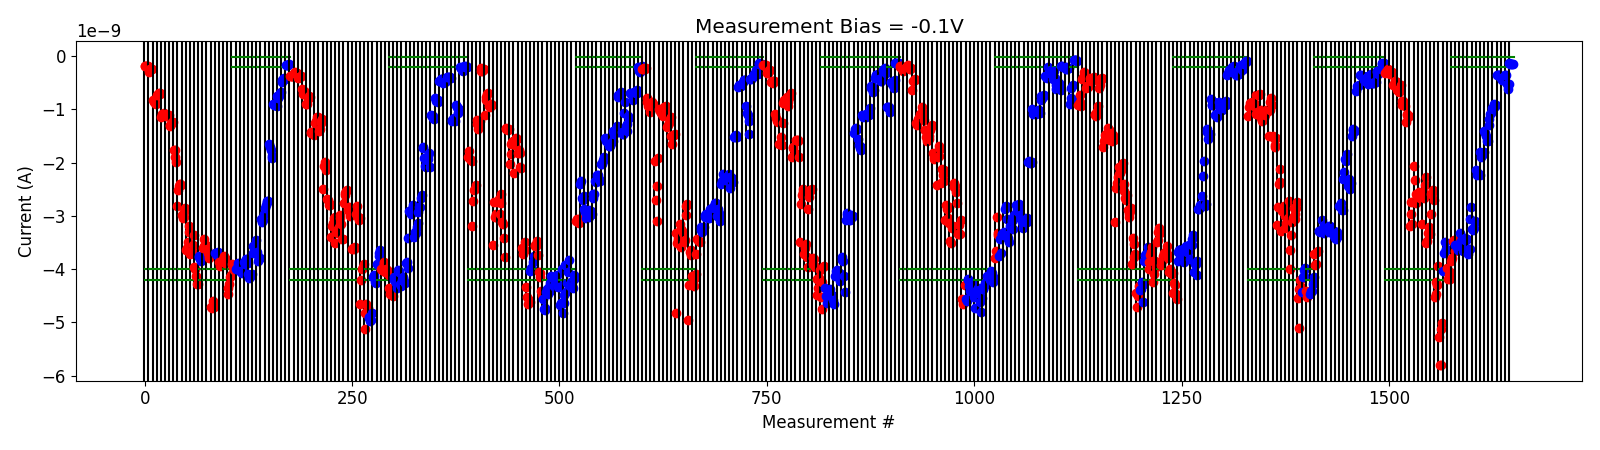 Measurement Bias = -0.1V
1e−9
0
−1
−2
−3
−4
−5
−6
Current (A)
0 250 500 750 1000 1250 1500
Measurement #